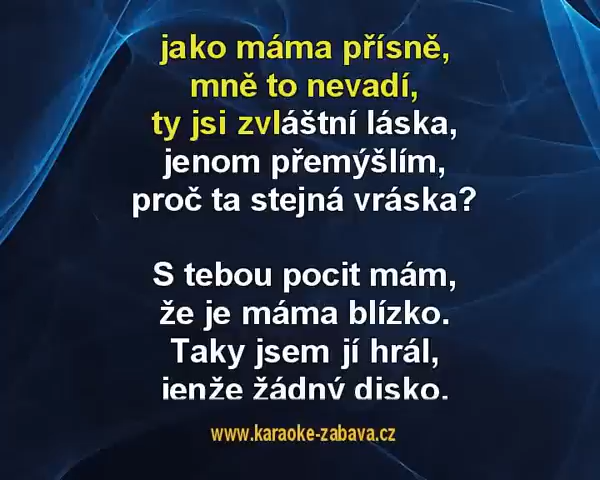 jako máma přísně,
mně to nevadí,
ty jsi zvláštní láska,
jenom přemýšlím,
proč ta stejná vráska?
S tebou pocit mám,
že je máma blízko.
Taky jsem jí hrál,
jenže žádný disko.
www.karaoke-zabava.cz